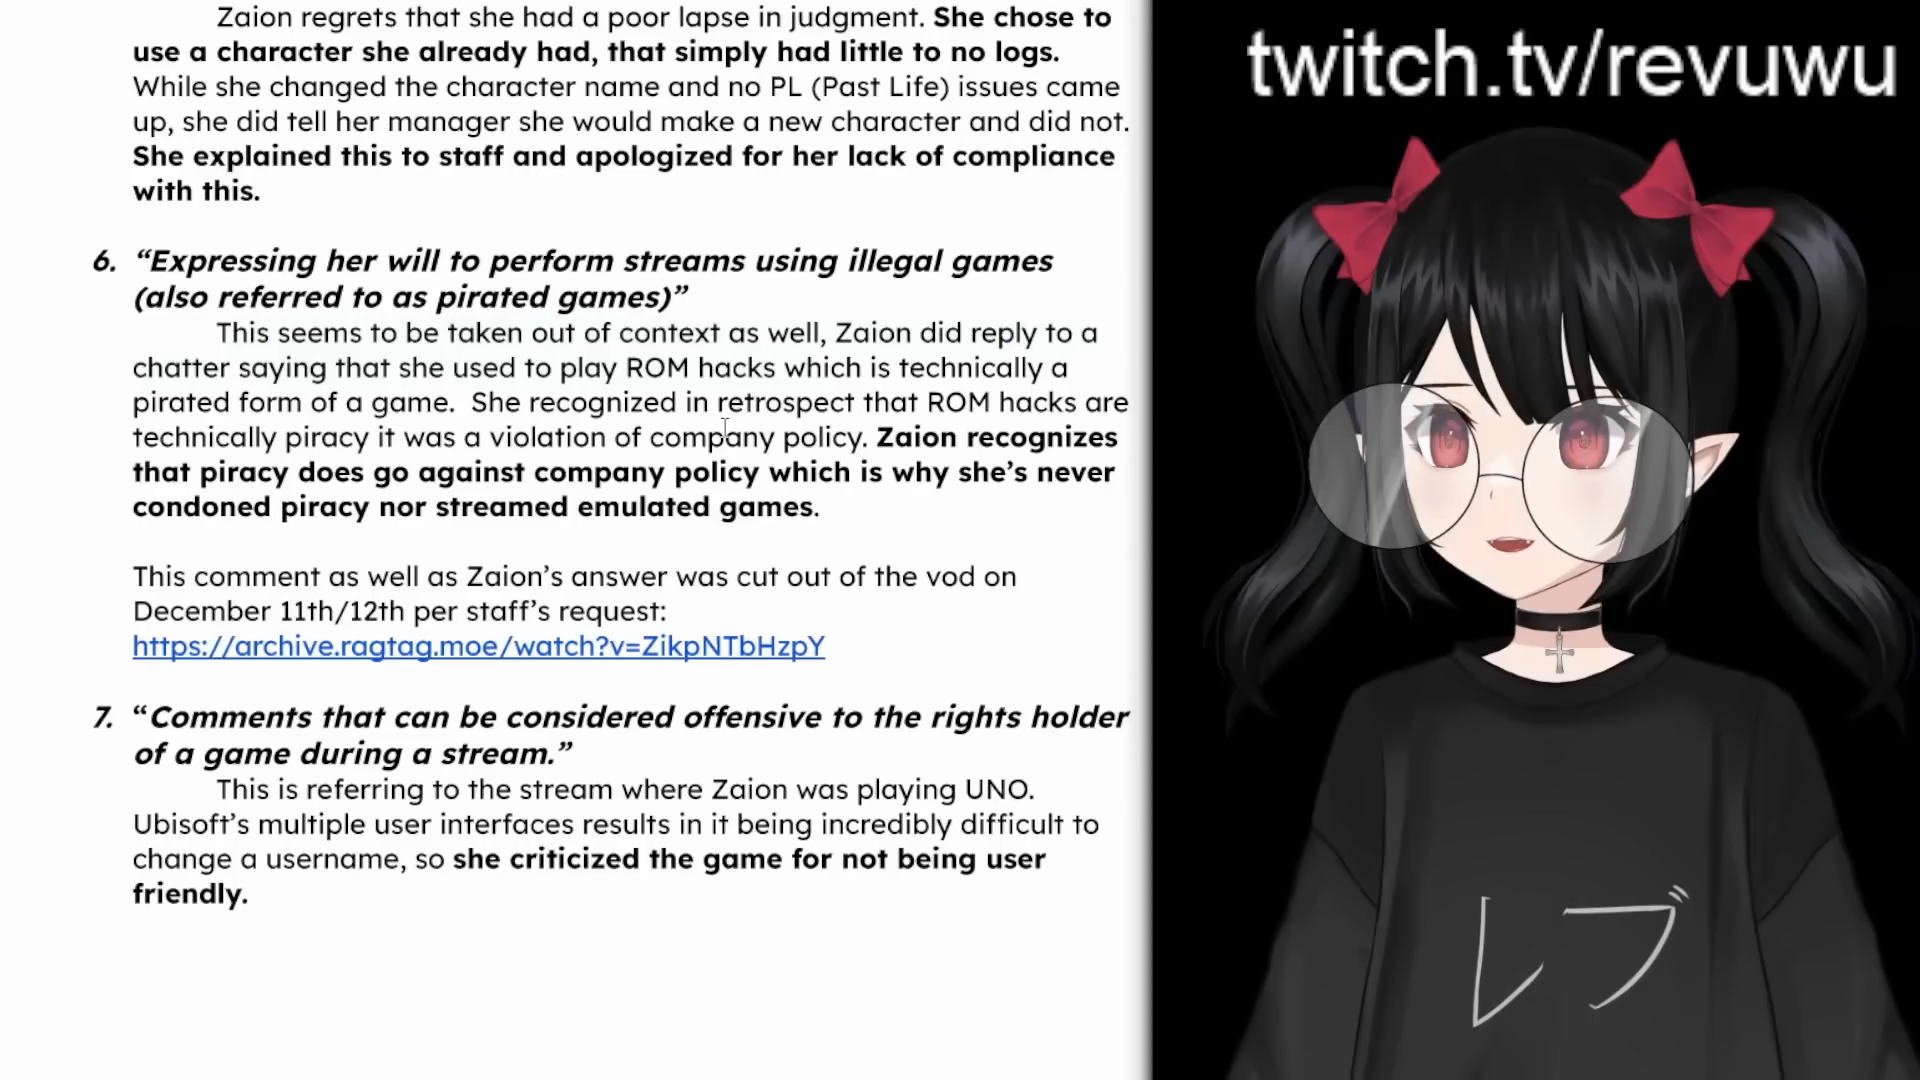 Zaion regrets that she had a poor lapse in judgment. She chose to
use a character she already had, that simply had little to no logs.
While she changed the character name and no PL (Past Life) issues came
up, she did tell her manager she would make a new character and did not.
She explained this to staff and apologized for her lack of compliance
with this.
6. “Expressing her will to perform streams using illegal games
(also referred to as pirated games)”
This seems to be taken out of context as well, Zaion did reply to a
chatter saying that she used to play ROM hacks which is technically a
pirated form of a game. She recognized in retrospect that ROM hacks are
technically piracy it was a violation of company policy. Zaion recognizes
that piracy does go against company policy which is why she’s never
condoned piracy nor streamed emulated games.
This comment as well as Zaion’s answer was cut out of the vod on
December 11th/12th per staff’s request:
https://archive.ragtag.moe/watch?v=ZikpNTbHzpY
7. “Comments that can be considered offensive to the rights holder
of a game during a stream.”
This is referring to the stream where Zaion was playing UNO.
Ubisoft’s multiple user interfaces results in it being incredibly difficult to
change a username, so she criticized the game for not being user
friendly.
twitch.tv/revuwu
レブ